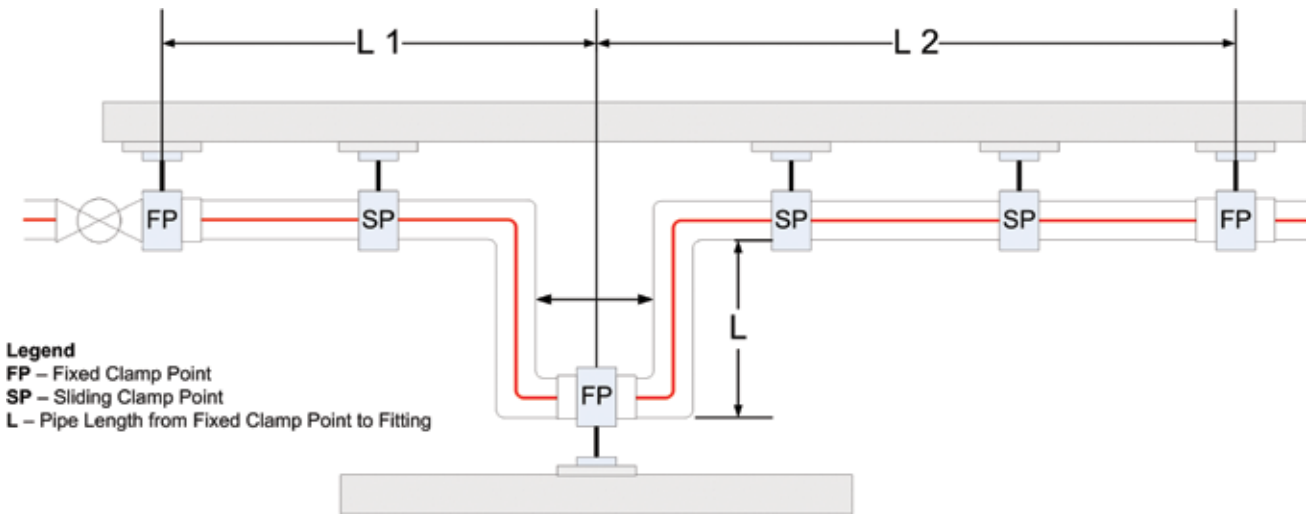 L 1
L 2
FP
SP
SP
SP
FP
L
FP
Legend
FP – Fixed Clamp Point
SP – Sliding Clamp Point
L – Pipe Length from Fixed Clamp Point to Fitting